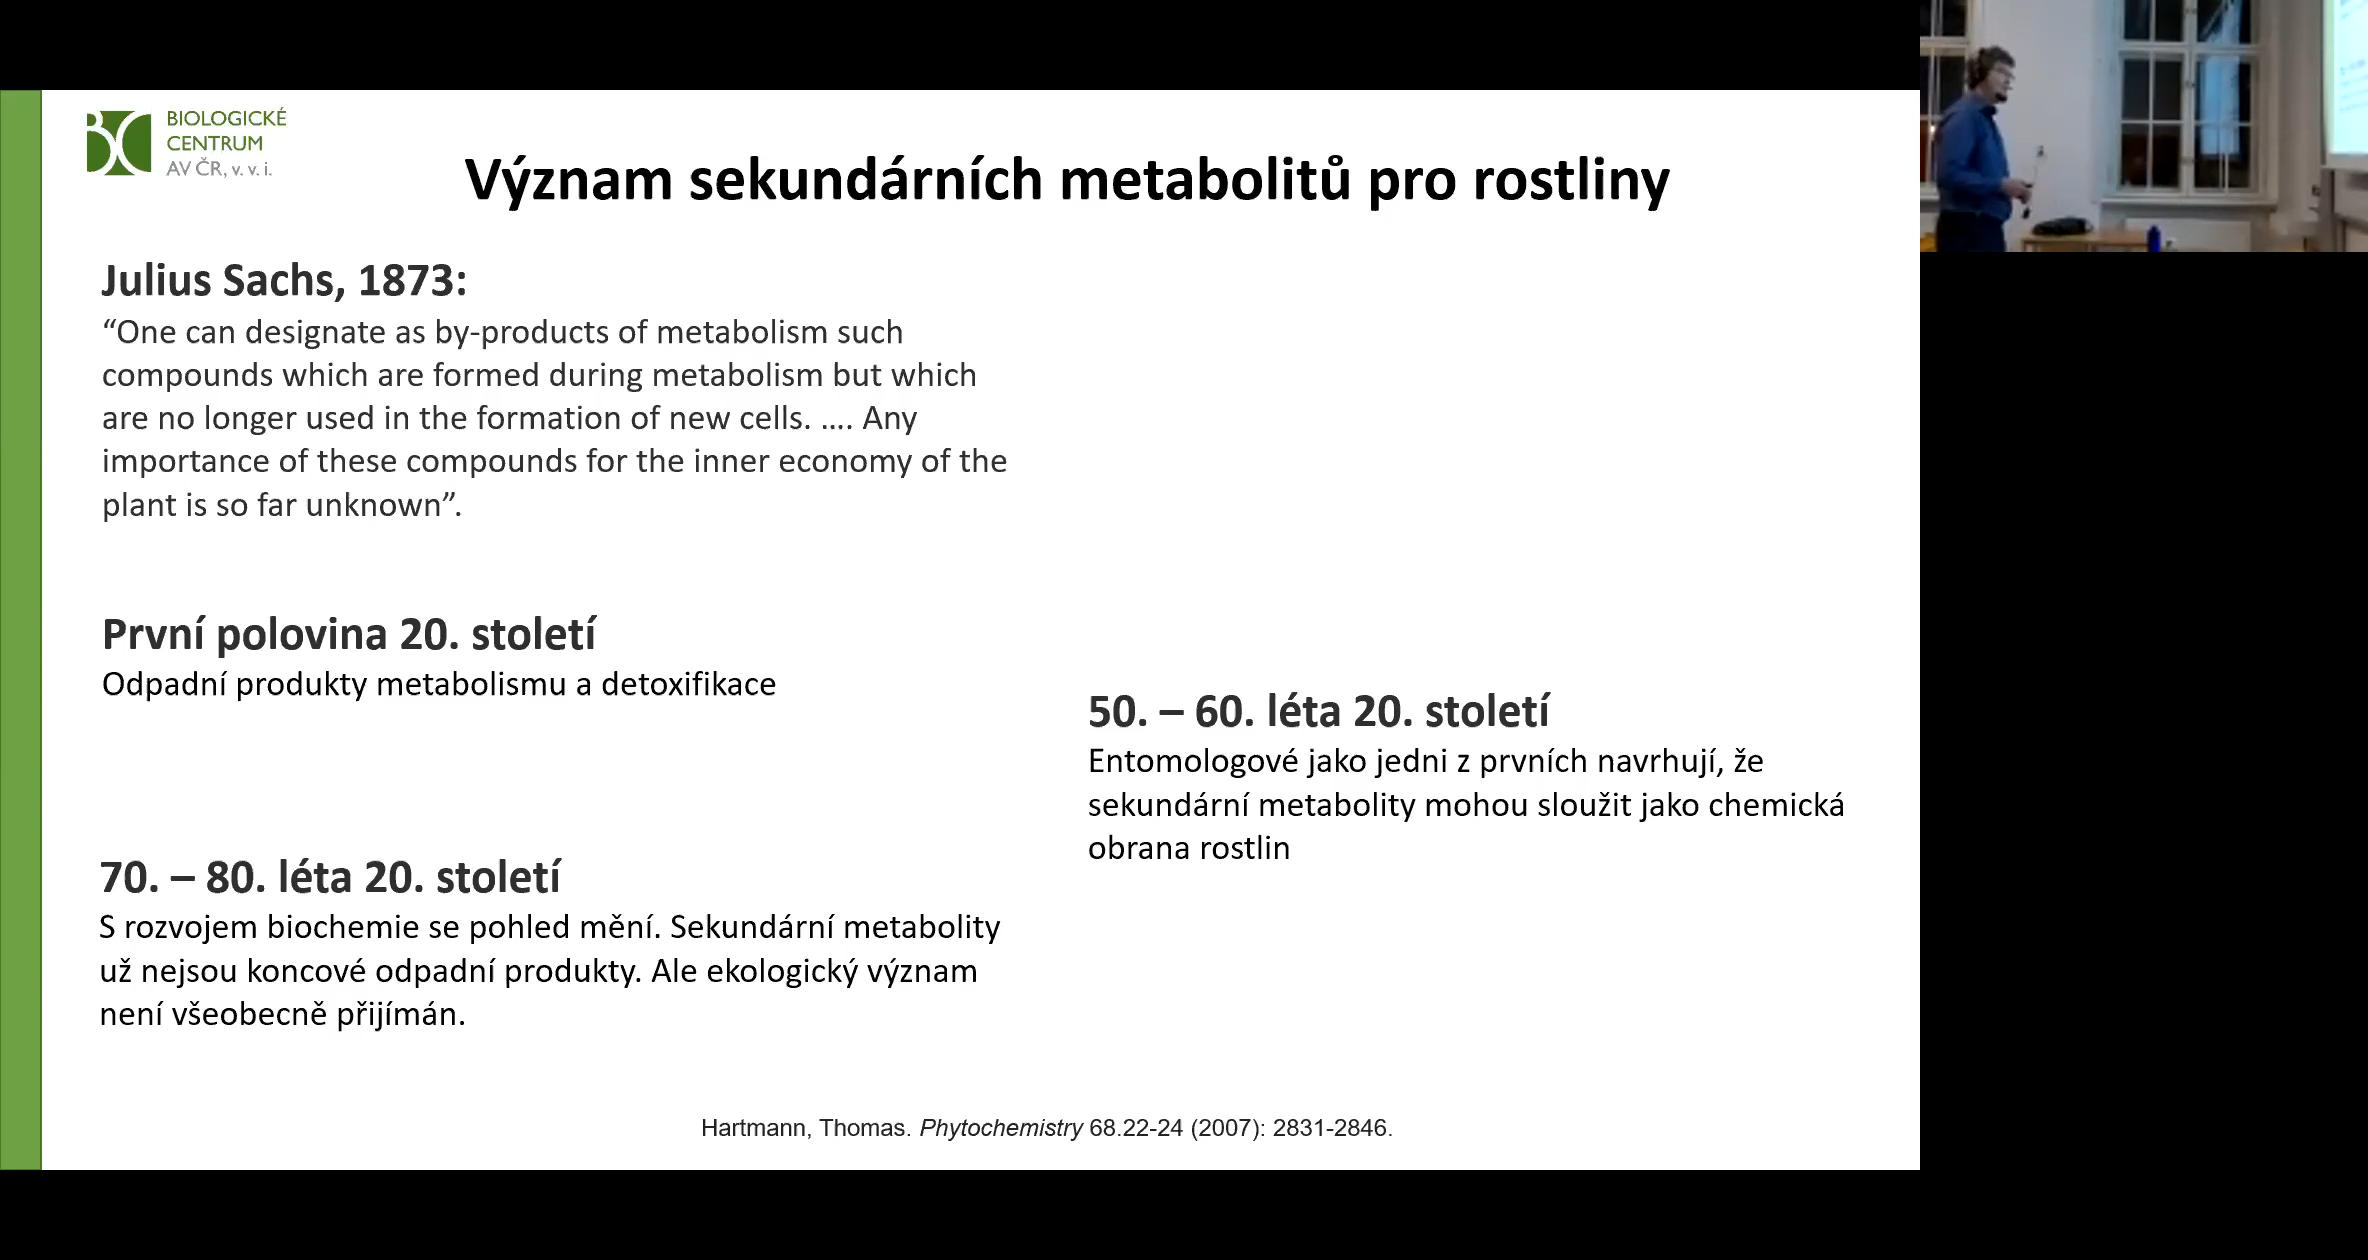 BIOLOGICKÉ
CENTRUM
AV ČR, v. v. i.
Význam sekundárních metabolitů pro rostliny
Julius Sachs, 1873:
“One can designate as by-products of metabolism such
compounds which are formed during metabolism but which
are no longer used in the formation of new cells. .... Any
importance of these compounds for the inner economy of the
plant is so far unknown”.
První polovina 20. století
Odpadní produkty metabolismu a detoxifikace
50. – 60. léta 20. století
Entomologové jako jedni z prvních navrhují, že
sekundární metabolity mohou sloužit jako chemická
obrana rostlin
70. – 80. léta 20. století
S rozvojem biochemie se pohled mění. Sekundární metabolity
už nejsou koncové odpadní produkty. Ale ekologický význam
není všeobecně přijímán.
Hartmann, Thomas. Phytochemistry 68.22-24 (2007): 2831-2846.